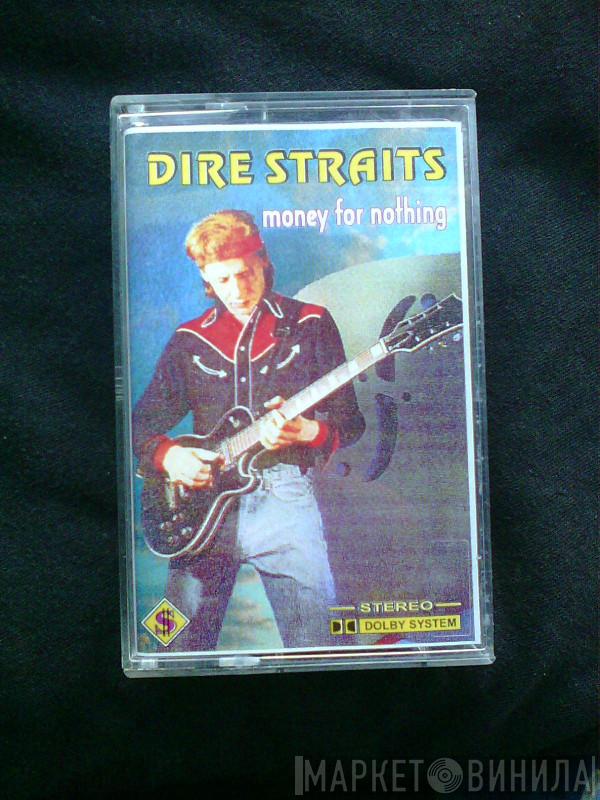 DIRE STRAITS
money for nothing
STEREO
DOLBY SYSTEM
$
МАРКЕТ ВИНИЛА